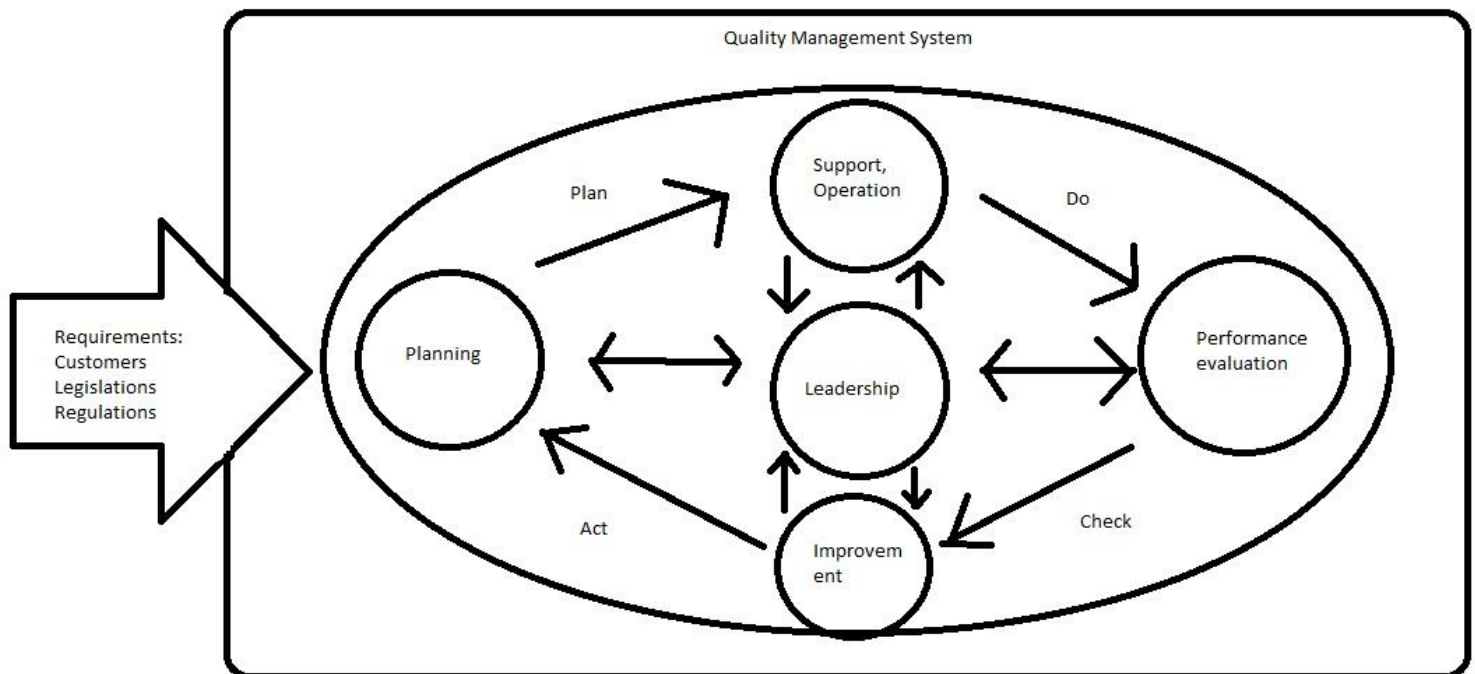 Quality Management System
Support,
Operation
Plan
Do
Requirements:
Customers
Legislations
Regulations
Planning
Leadership
Performance
evaluation
Act
Improvem
ent
Check